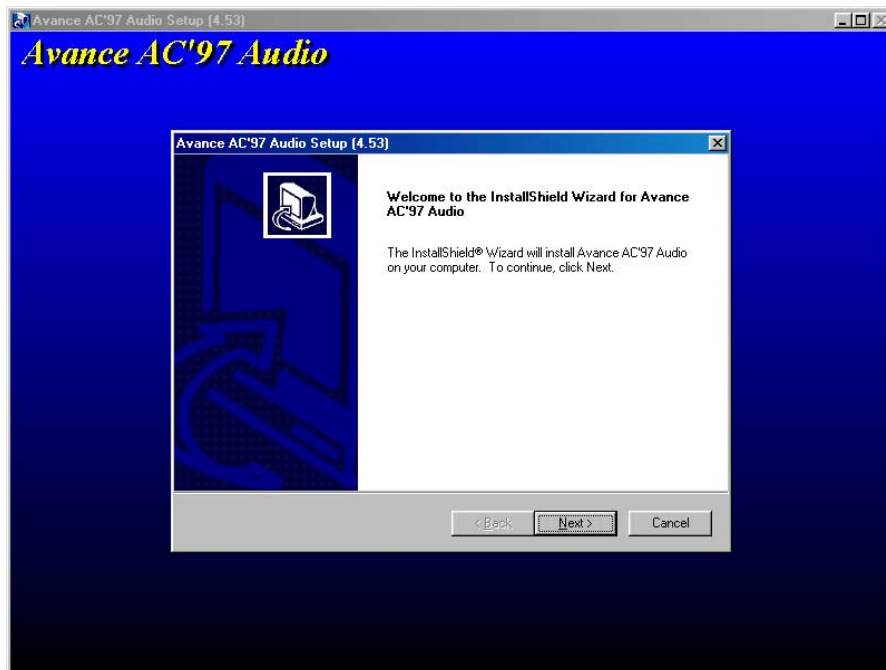 Avance AC'97 Audio Setup (4.53)
Avance AC'97 Audio
Avance AC'97 Audio Setup (4.53)
Welcome to the InstallShield Wizard for Avance
AC'97 Audio
The InstallShield® Wizard will install Avance AC'97 Audio
on your computer. To continue, click Next.
< Back Next > Cancel